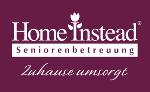 Home Instead®
Seniorenbetreuung
Zuhause umsorgt